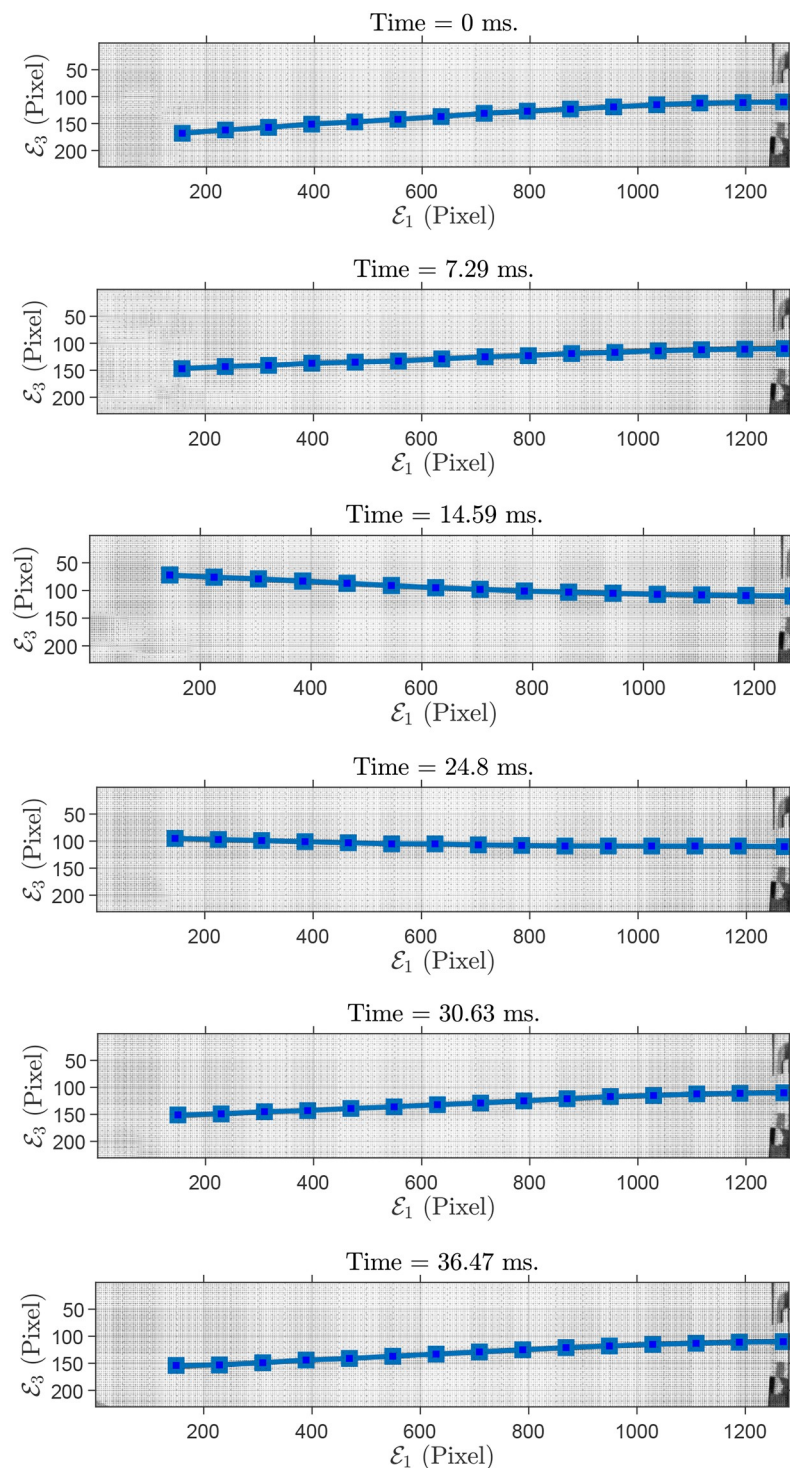 Time = 0 ms.
ℰ₃ (Pixel)
50
100
150
200
200 400 600 800 1000 1200
ℰ₁ (Pixel)
Time = 7.29 ms.
ℰ₃ (Pixel)
50
100
150
200
200 400 600 800 1000 1200
ℰ₁ (Pixel)
Time = 14.59 ms.
ℰ₃ (Pixel)
50
100
150
200
200 400 600 800 1000 1200
ℰ₁ (Pixel)
Time = 24.8 ms.
ℰ₃ (Pixel)
50
100
150
200
200 400 600 800 1000 1200
ℰ₁ (Pixel)
Time = 30.63 ms.
ℰ₃ (Pixel)
50
100
150
200
200 400 600 800 1000 1200
ℰ₁ (Pixel)
Time = 36.47 ms.
ℰ₃ (Pixel)
50
100
150
200
200 400 600 800 1000 1200
ℰ₁ (Pixel)